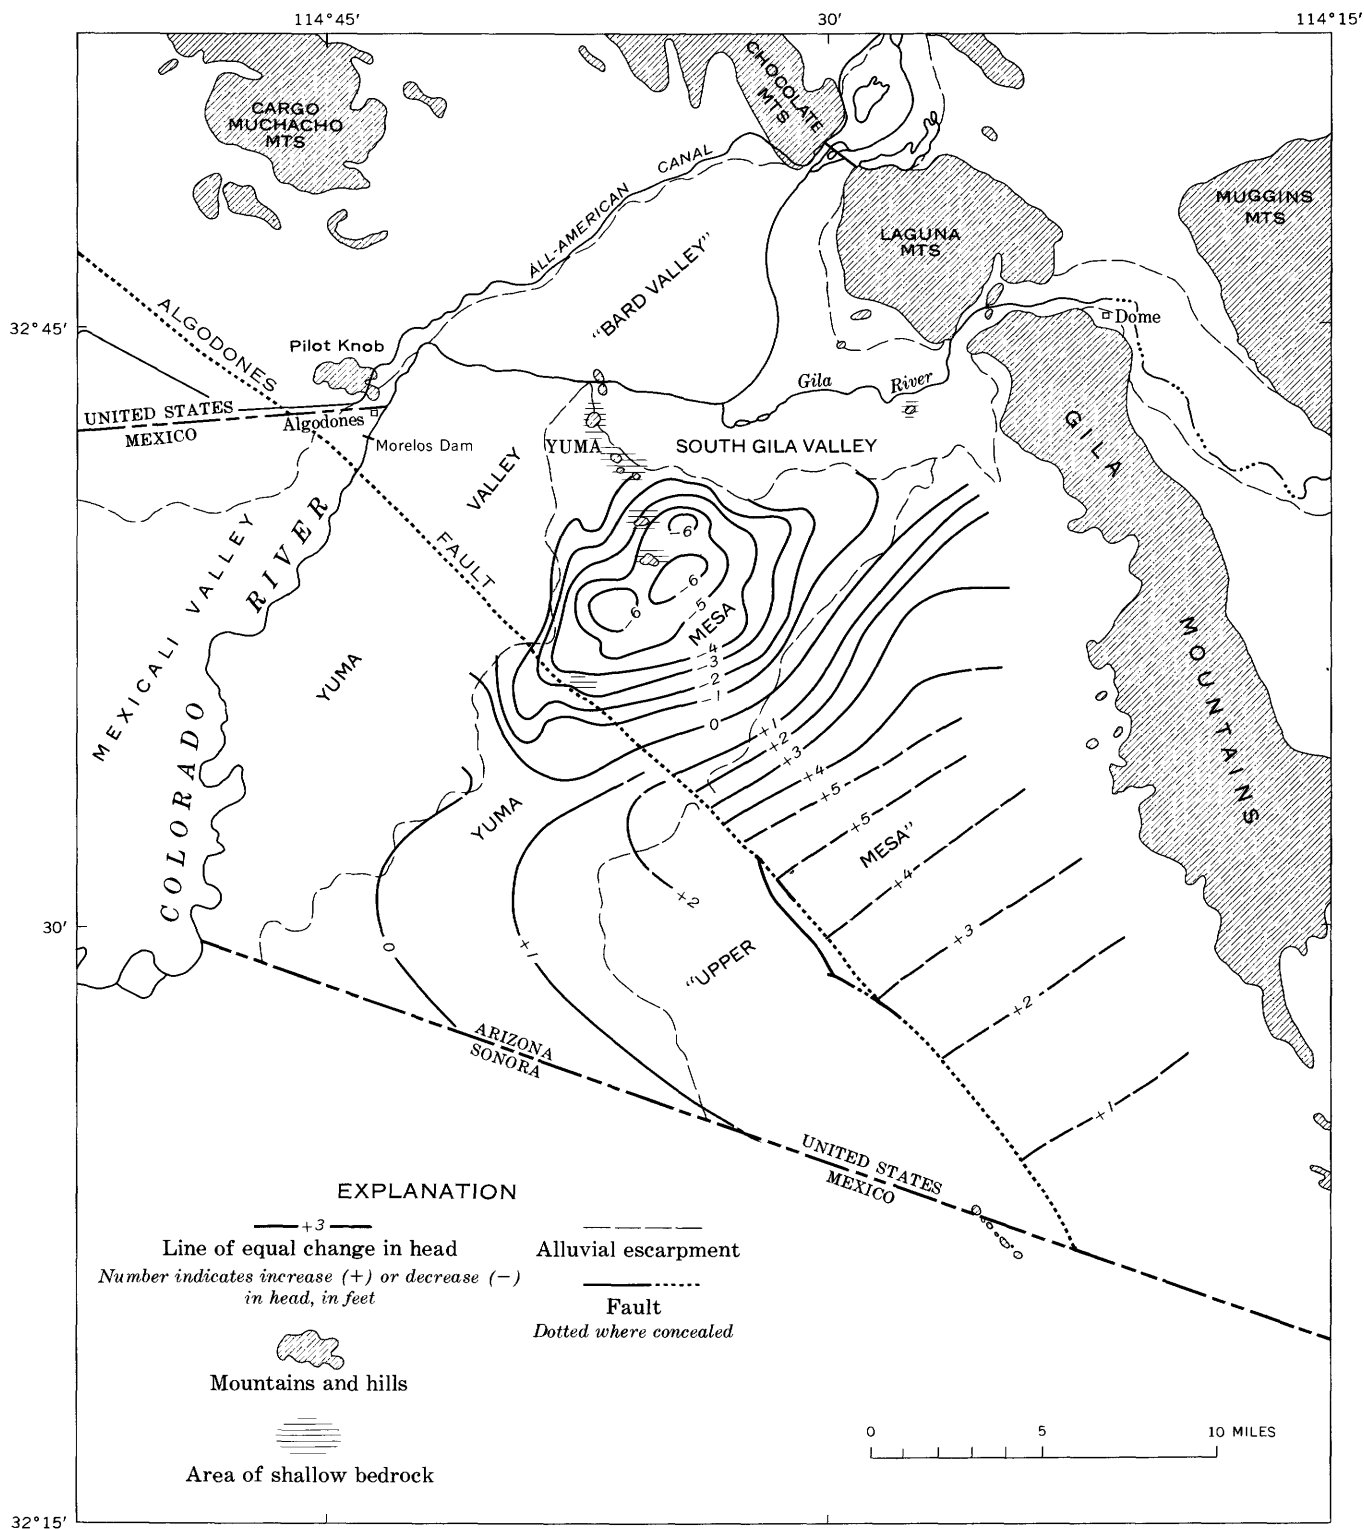 114°45′
30′
114°15′
CHOCOLATE
MTS
CARGO
MUCHACHO
MTS
MUGGINS
MTS
ALL-AMERICAN CANAL
LAGUNA
MTS
"BARD VALLEY"
32°45′
ALGODONES
Pilot Knob
Dome
Gila River
UNITED STATES
MEXICO
Algodones
Morelos Dam
YUMA
SOUTH GILA VALLEY
GILA
VALLEY
MEXICALI VALLEY
RIVER
FAULT
-6
-6
-6
-5
MESA
-4
-3
-2
-1
0
MOUNTAINS
YUMA
COLORADO
+1
+2
+3
+4
+5
+5
YUMA
MESA"
+4
+2
30′
0
+1
+3
"UPPER
+2
ARIZONA
SONORA
+1
UNITED STATES
MEXICO
EXPLANATION
+3
Line of equal change in head
Number indicates increase (+) or decrease (−)
in head, in feet
Alluvial escarpment
Fault
Dotted where concealed
Mountains and hills
Area of shallow bedrock
0 5 10 MILES
32°15′